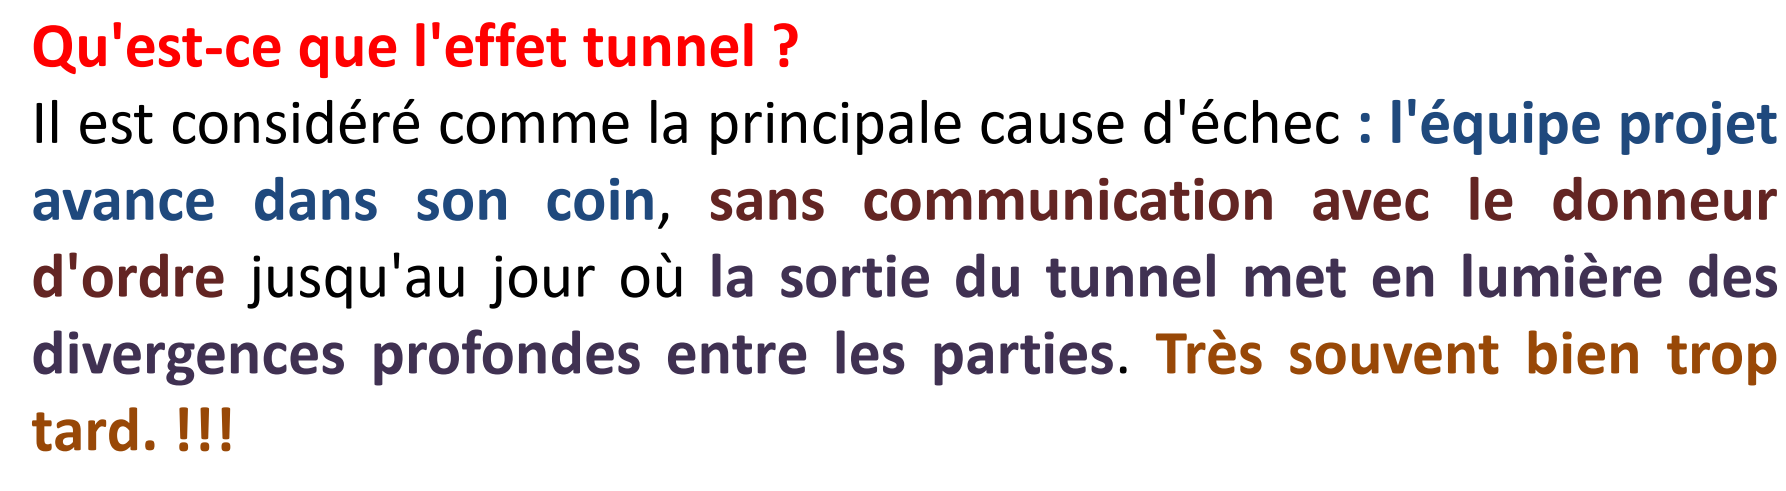 Qu'est-ce que l'effet tunnel ?
Il est considéré comme la principale cause d'échec : l'équipe projet
avance dans son coin, sans communication avec le donneur
d'ordre jusqu'au jour où la sortie du tunnel met en lumière des
divergences profondes entre les parties. Très souvent bien trop
tard. !!!